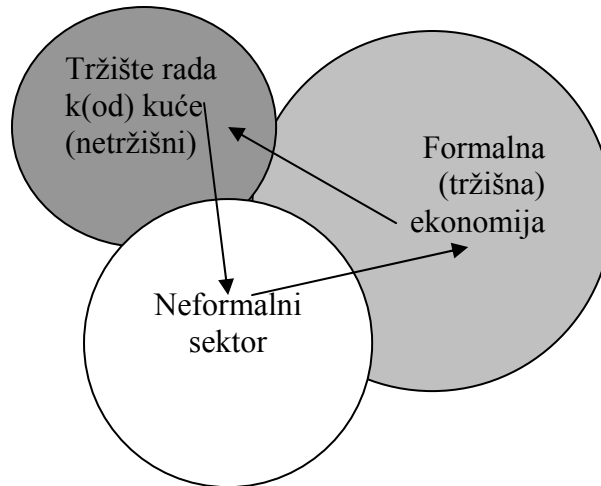 Tržište rada
k(od) kuće
(netržišni)
Formalna
(tržišna)
ekonomija
Neformalni
sektor